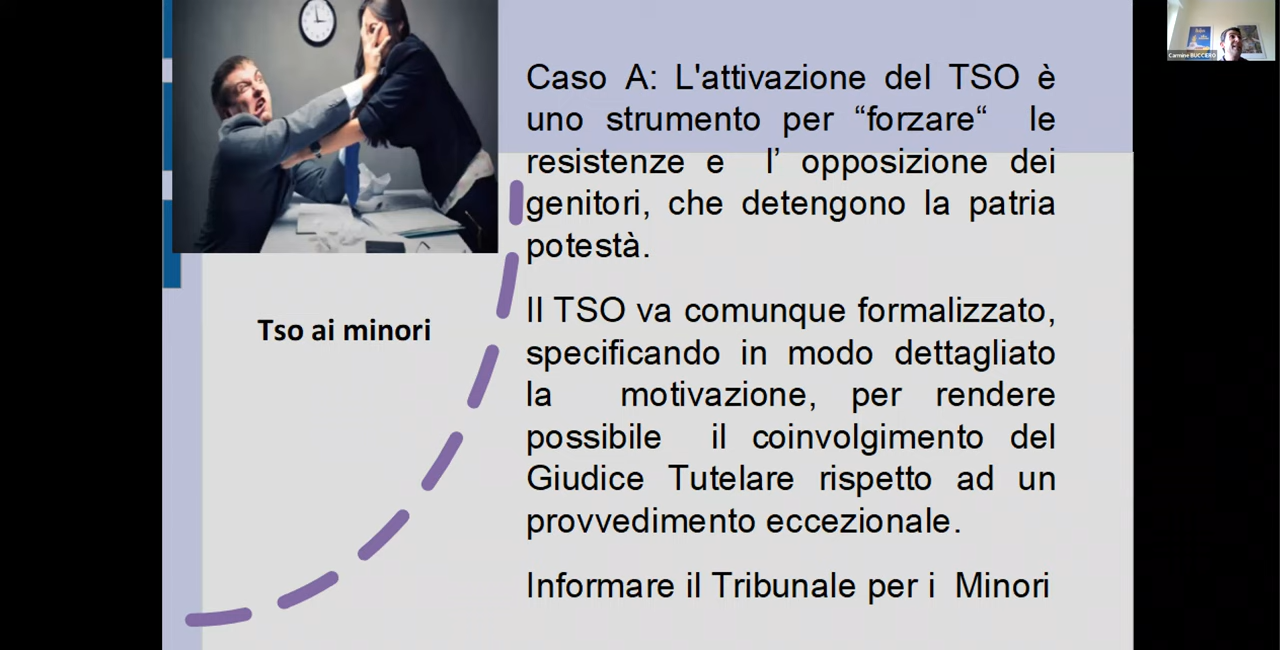 Caso A: L'attivazione del TSO è
uno strumento per “forzare“ le
resistenze e l’ opposizione dei
genitori, che detengono la patria
potestà.
Il TSO va comunque formalizzato,
specificando in modo dettagliato
la motivazione, per rendere
possibile il coinvolgimento del
Giudice Tutelare rispetto ad un
provvedimento eccezionale.
Informare il Tribunale per i Minori
Tso ai minori
Carmine BUCCERO